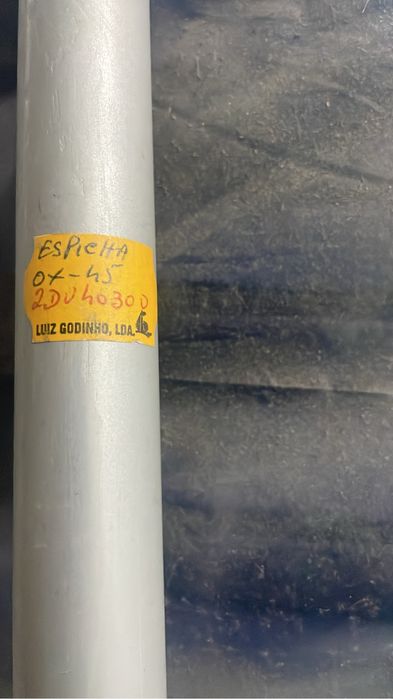 ESPICHA
OX-45
2DU40300
LUIZ GODINHO, LDA.